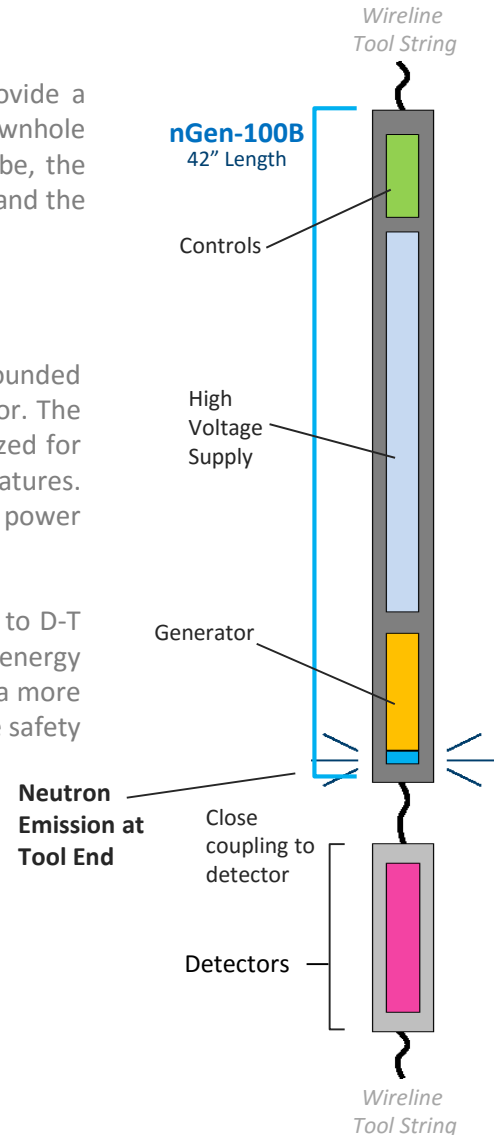 Wireline
Tool String
ovide a
wnhole
be, the
and the
ounded
or. The
zed for
atures.
power
to D-T
energy
a more
e safety
nGen-100B
42” Length
Controls
High
Voltage
Supply
Generator
Neutron
Emission at
Tool End
Close
coupling to
detector
Detectors
Wireline
Tool String